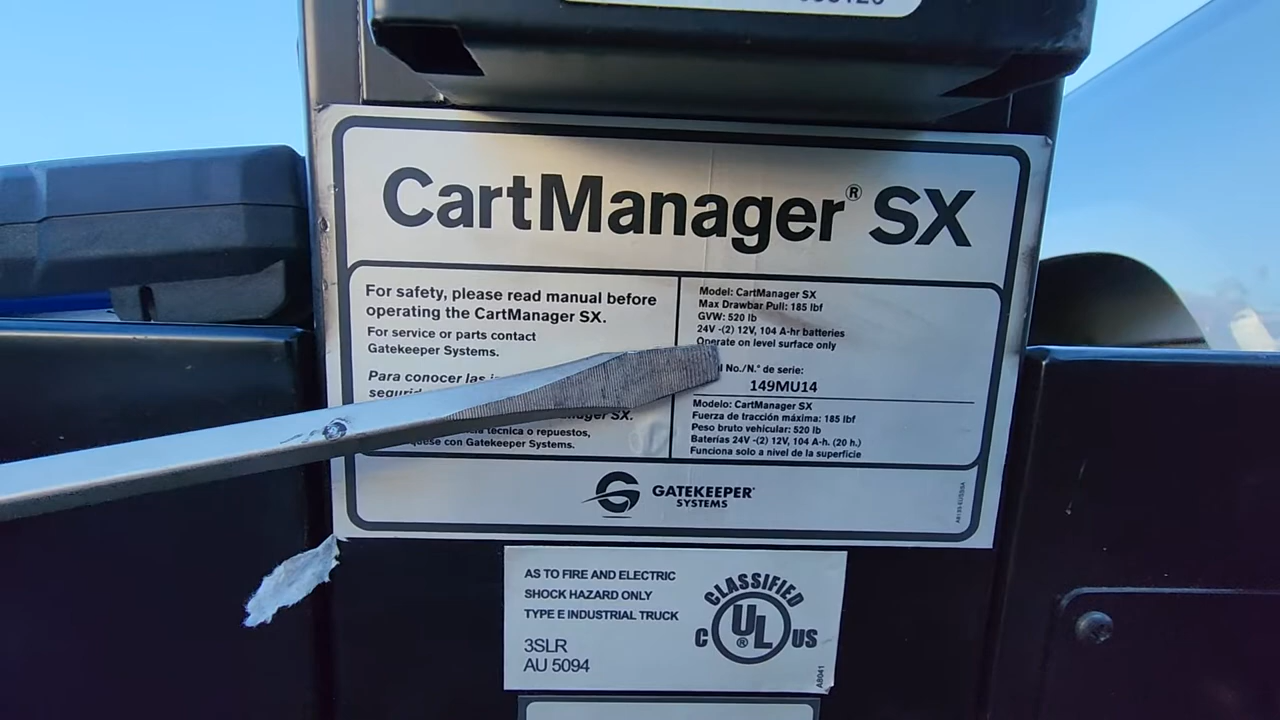 CartManager® SX
For safety, please read manual before
operating the CartManager SX.
For service or parts contact
Gatekeeper Systems.
Para conocer las
SX.
técnica o repuestos,
con Gatekeeper Systems.
Model: CartManager SX
Max Drawbar Pull: 185 lbf
GVW: 520 lb
24V -(2) 12V, 104 A-hr batteries
Operate on level surface only
No./N.° de serie:
149MU14
Modelo: CartManager SX
Fuerza de tracción máxima: 185 lbf
Peso bruto vehicular: 520 lb
Baterías 24V -(2) 12V, 104 A-h. (20 h.)
Funciona solo a nivel de la superficie
GATEKEEPER
SYSTEMS
AS TO FIRE AND ELECTRIC
SHOCK HAZARD ONLY
TYPE E INDUSTRIAL TRUCK
3SLR
AU 5094
CLASSIFIED
C UL® US
A8041